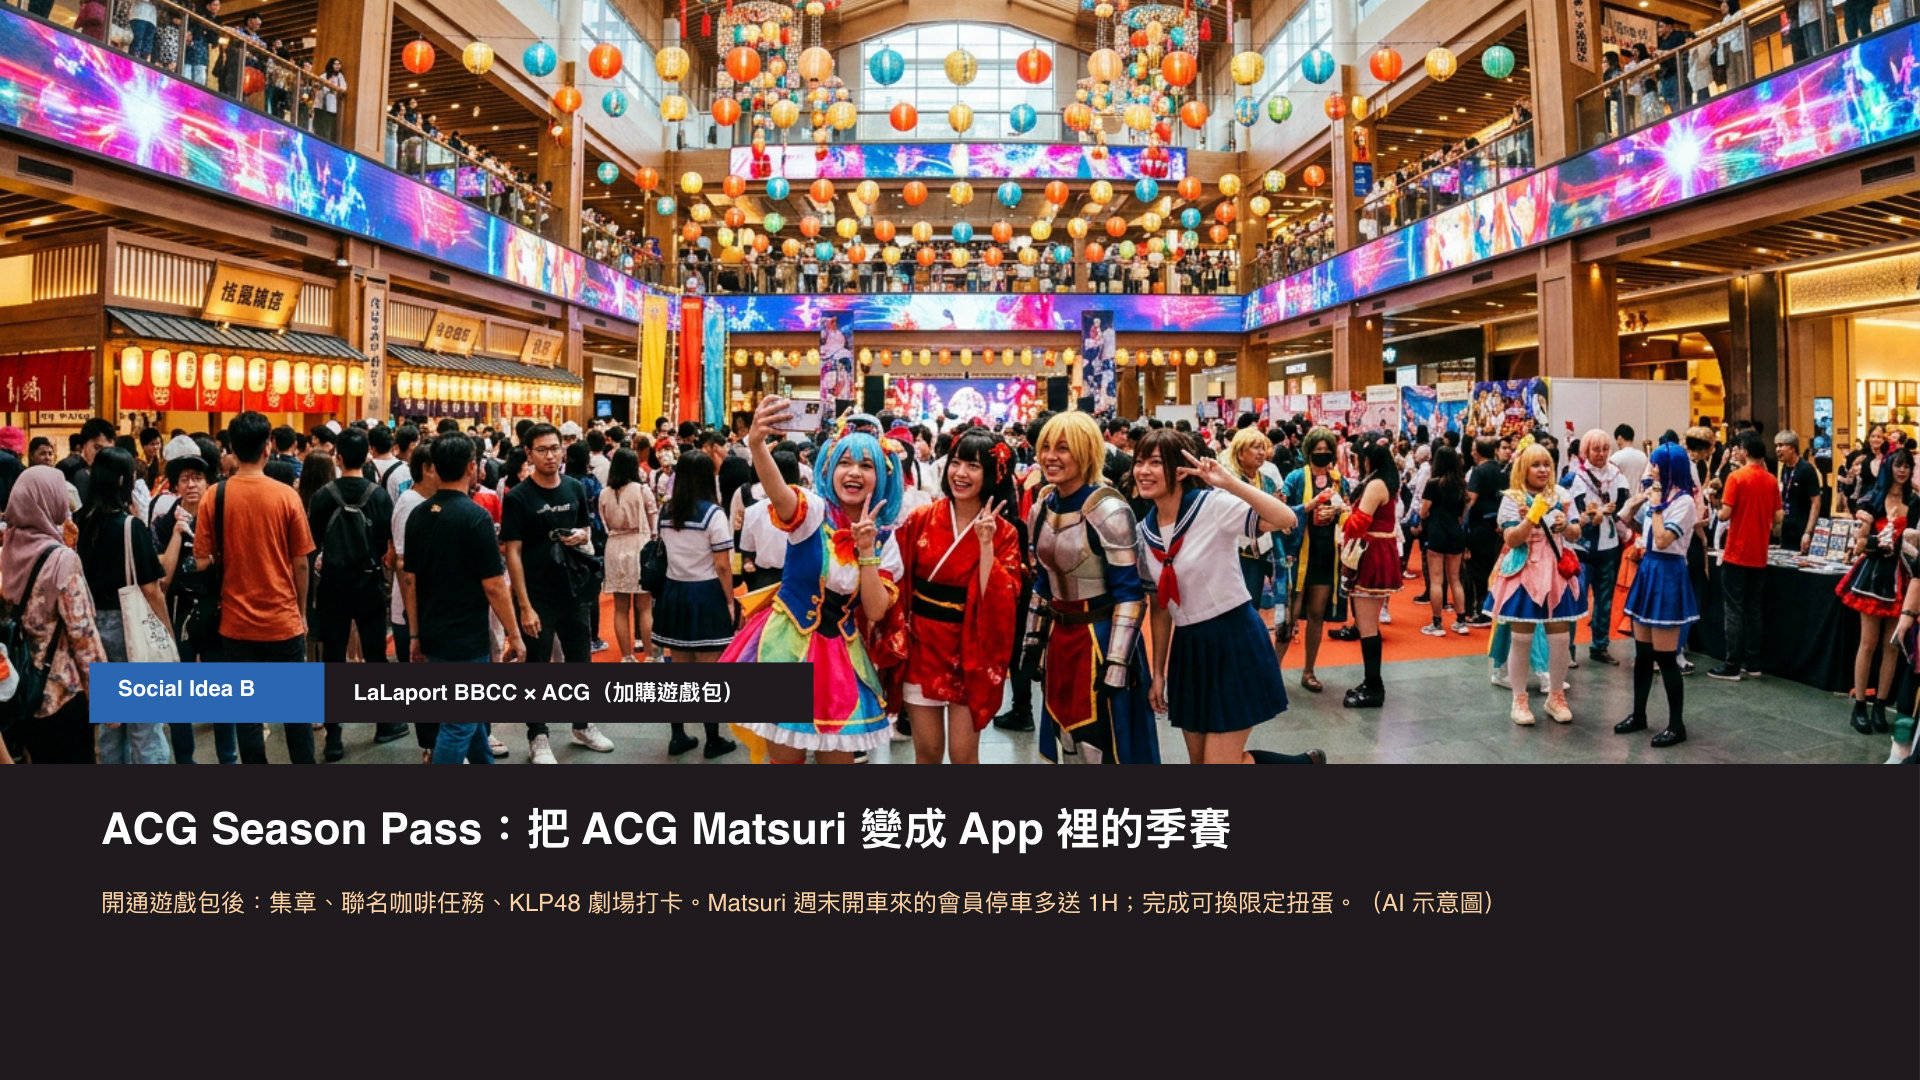 Social Idea B
LaLaport BBCC × ACG（加購遊戲包）
ACG Season Pass：把 ACG Matsuri 變成 App 裡的季賽
開通遊戲包後：集章、聯名咖啡任務、KLP48 劇場打卡。Matsuri 週末開車來的會員停車多送 1H；完成可換限定扭蛋。（AI 示意圖）